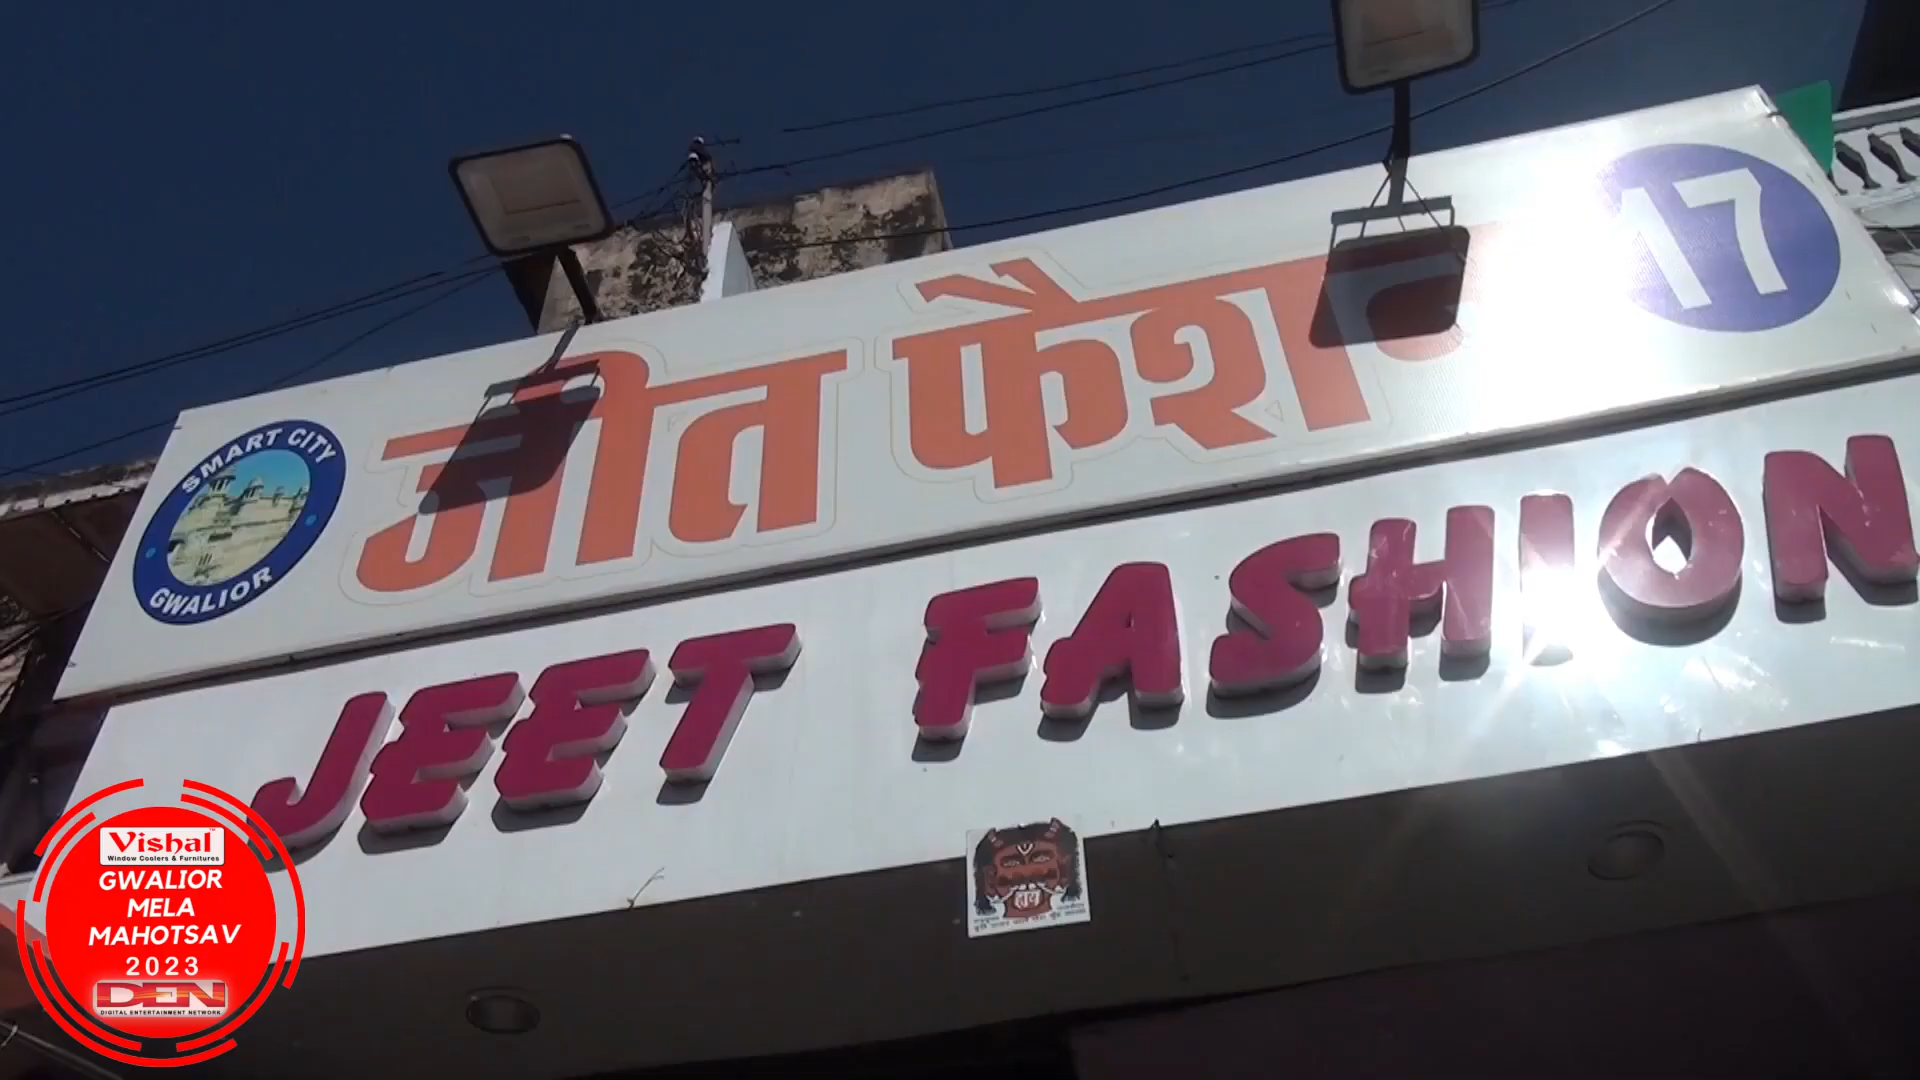 SMART CITY
GWALIOR
जीत फैशन
17
JEET FASHION
Vishal
Window Coolers & Furnitures
GWALIOR
MELA
MAHOTSAV
2023
DEN
DIGITAL ENTERTAINMENT NETWORK